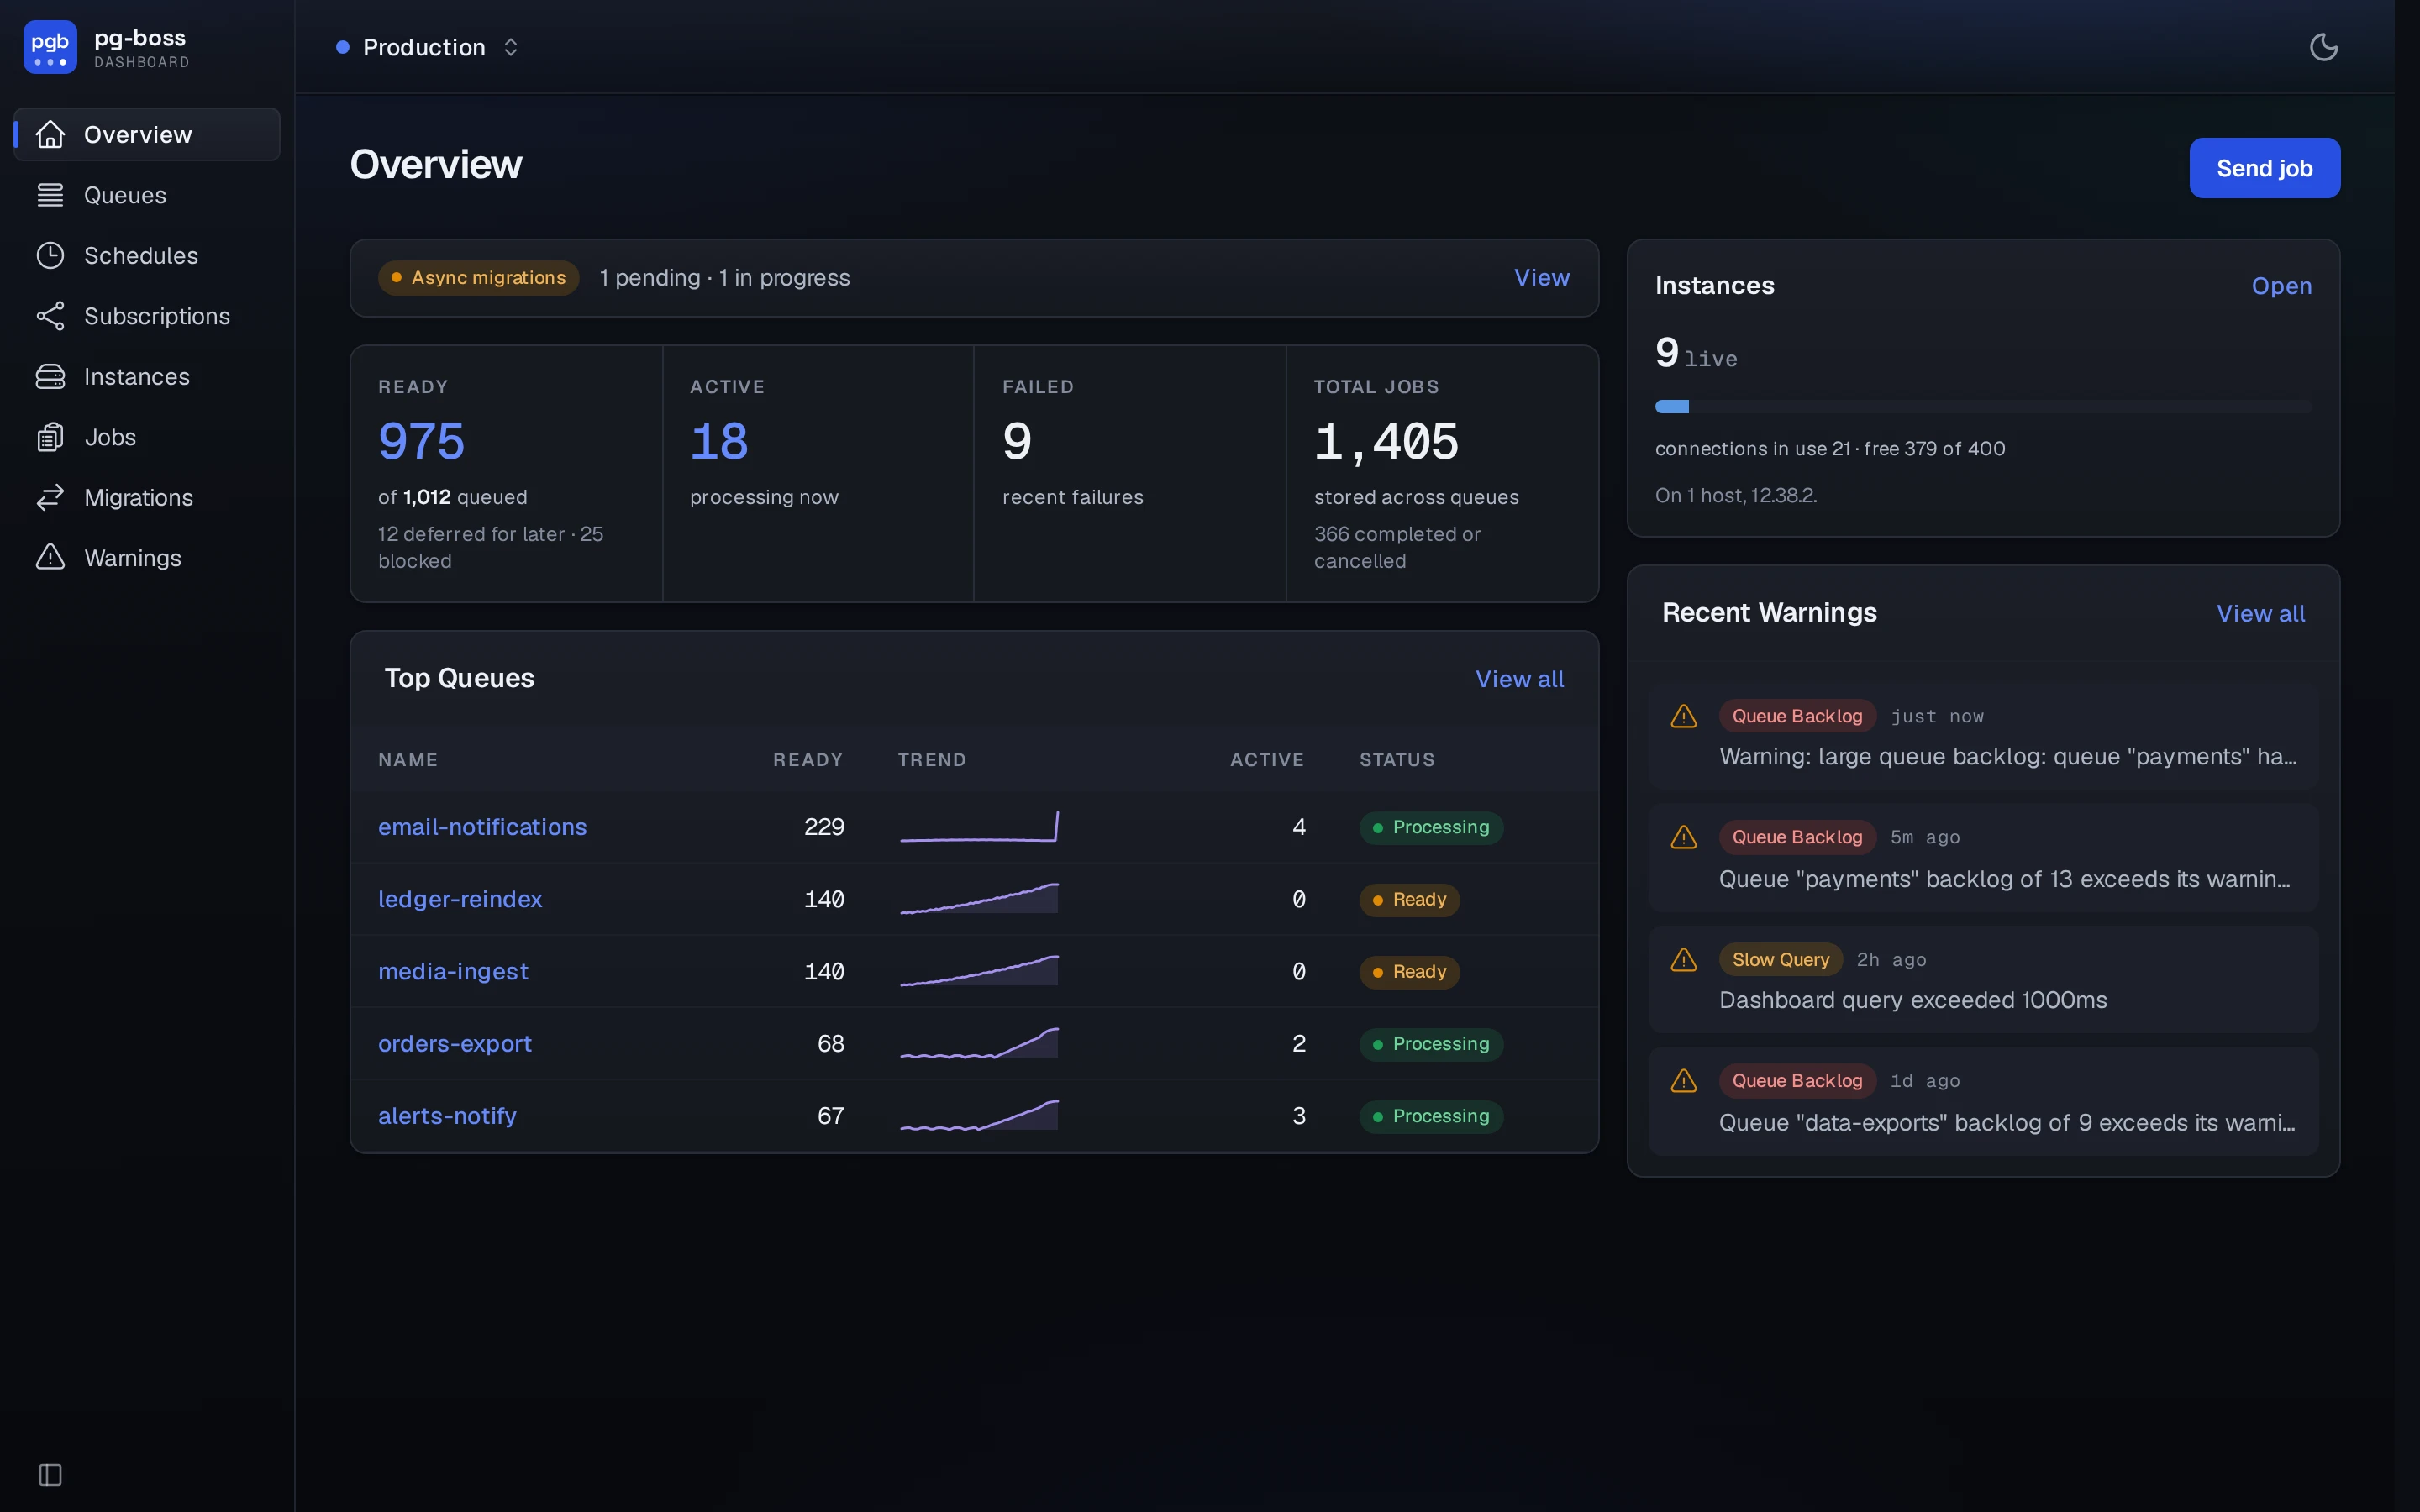 pgb
pg-boss
DASHBOARD
Overview
Queues
Schedules
Subscriptions
Instances
Jobs
Migrations
Warnings
Production
Overview
Send job
Async migrations 1 pending · 1 in progress View
READY
975
of 1,012 queued
12 deferred for later · 25
blocked
ACTIVE
18
processing now
FAILED
9
recent failures
TOTAL JOBS
1,405
stored across queues
366 completed or
cancelled
Top Queues View all
NAME READY TREND ACTIVE STATUS
email-notifications 229 4 Processing
ledger-reindex 140 0 Ready
media-ingest 140 0 Ready
orders-export 68 2 Processing
alerts-notify 67 3 Processing
Instances Open
9 live
connections in use 21 · free 379 of 400
On 1 host, 12.38.2.
Recent Warnings View all
Queue Backlog just now
Warning: large queue backlog: queue "payments" ha...
Queue Backlog 5m ago
Queue "payments" backlog of 13 exceeds its warnin...
Slow Query 2h ago
Dashboard query exceeded 1000ms
Queue Backlog 1d ago
Queue "data-exports" backlog of 9 exceeds its warni...